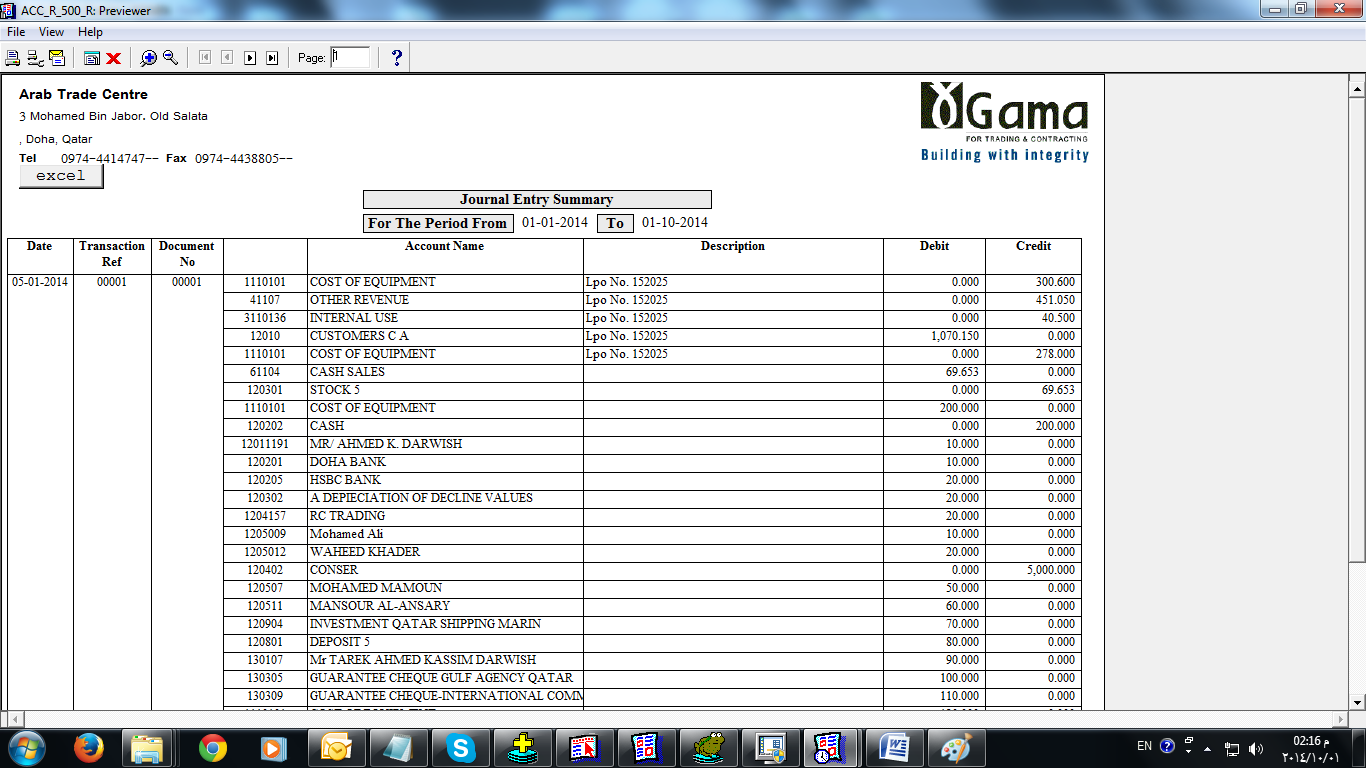 ACC_R_500_R: Previewer
File View Help
Page: 1
Arab Trade Centre
3 Mohamed Bin Jabor. Old Salata
, Doha, Qatar
Tel 0974-4414747-- Fax 0974-4438805--
excel
Gama
FOR TRADING & CONTRACTING
Building with integrity
Journal Entry Summary
For The Period From 01-01-2014 To 01-10-2014
Date Transaction Ref Document No Account Name Description Debit Credit
05-01-2014 00001 00001 1110101 COST OF EQUIPMENT Lpo No. 152025 0.000 300.600
41107 OTHER REVENUE Lpo No. 152025 0.000 451.050
3110136 INTERNAL USE Lpo No. 152025 0.000 40.500
12010 CUSTOMERS C A Lpo No. 152025 1,070.150 0.000
1110101 COST OF EQUIPMENT Lpo No. 152025 0.000 278.000
61104 CASH SALES 69.653 0.000
120301 STOCK 5 0.000 69.653
1110101 COST OF EQUIPMENT 200.000 0.000
120202 CASH 0.000 200.000
12011191 MR/ AHMED K. DARWISH 10.000 0.000
120201 DOHA BANK 10.000 0.000
120205 HSBC BANK 20.000 0.000
120302 A DEPIECIATION OF DECLINE VALUES 20.000 0.000
1204157 RC TRADING 20.000 0.000
1205009 Mohamed Ali 10.000 0.000
1205012 WAHEED KHADER 20.000 0.000
120402 CONSER 0.000 5,000.000
120507 MOHAMED MAMOUN 50.000 0.000
120511 MANSOUR AL-ANSARY 60.000 0.000
120904 INVESTMENT QATAR SHIPPING MARIN 70.000 0.000
120801 DEPOSIT 5 80.000 0.000
130107 Mr TAREK AHMED KASSIM DARWISH 90.000 0.000
130305 GUARANTEE CHEQUE GULF AGENCY QATAR 100.000 0.000
130309 GUARANTEE CHEQUE-INTERNATIONAL COMM 110.000 0.000
EN
02:16 م
٢٠١٤/١٠/٠١